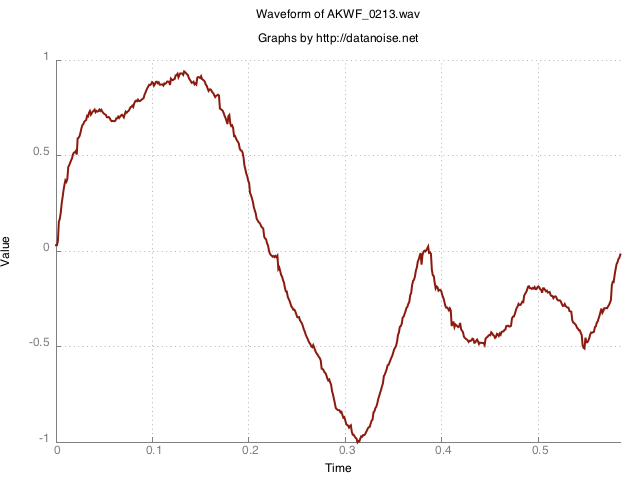 Waveform of AKWF_0213.wav
Graphs by http://datanoise.net
1
0.5
0
-0.5
-1
Value
0 0.1 0.2 0.3 0.4 0.5
Time